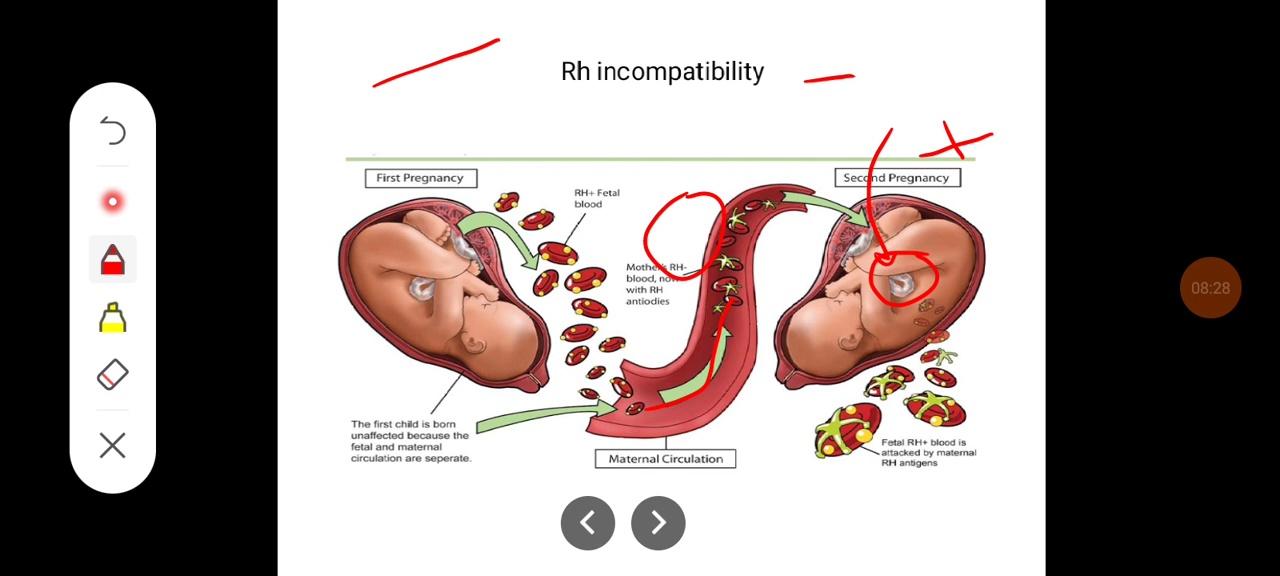 Rh incompatibility
First Pregnancy
Second Pregnancy
RH+ Fetal
blood
Mother's RH-
blood, now
with RH
antiodies
08:28
The first child is born
unaffected because the
fetal and maternal
circulation are seperate.
Maternal Circulation
Fetal RH+ blood is
attacked by maternal
RH antigens